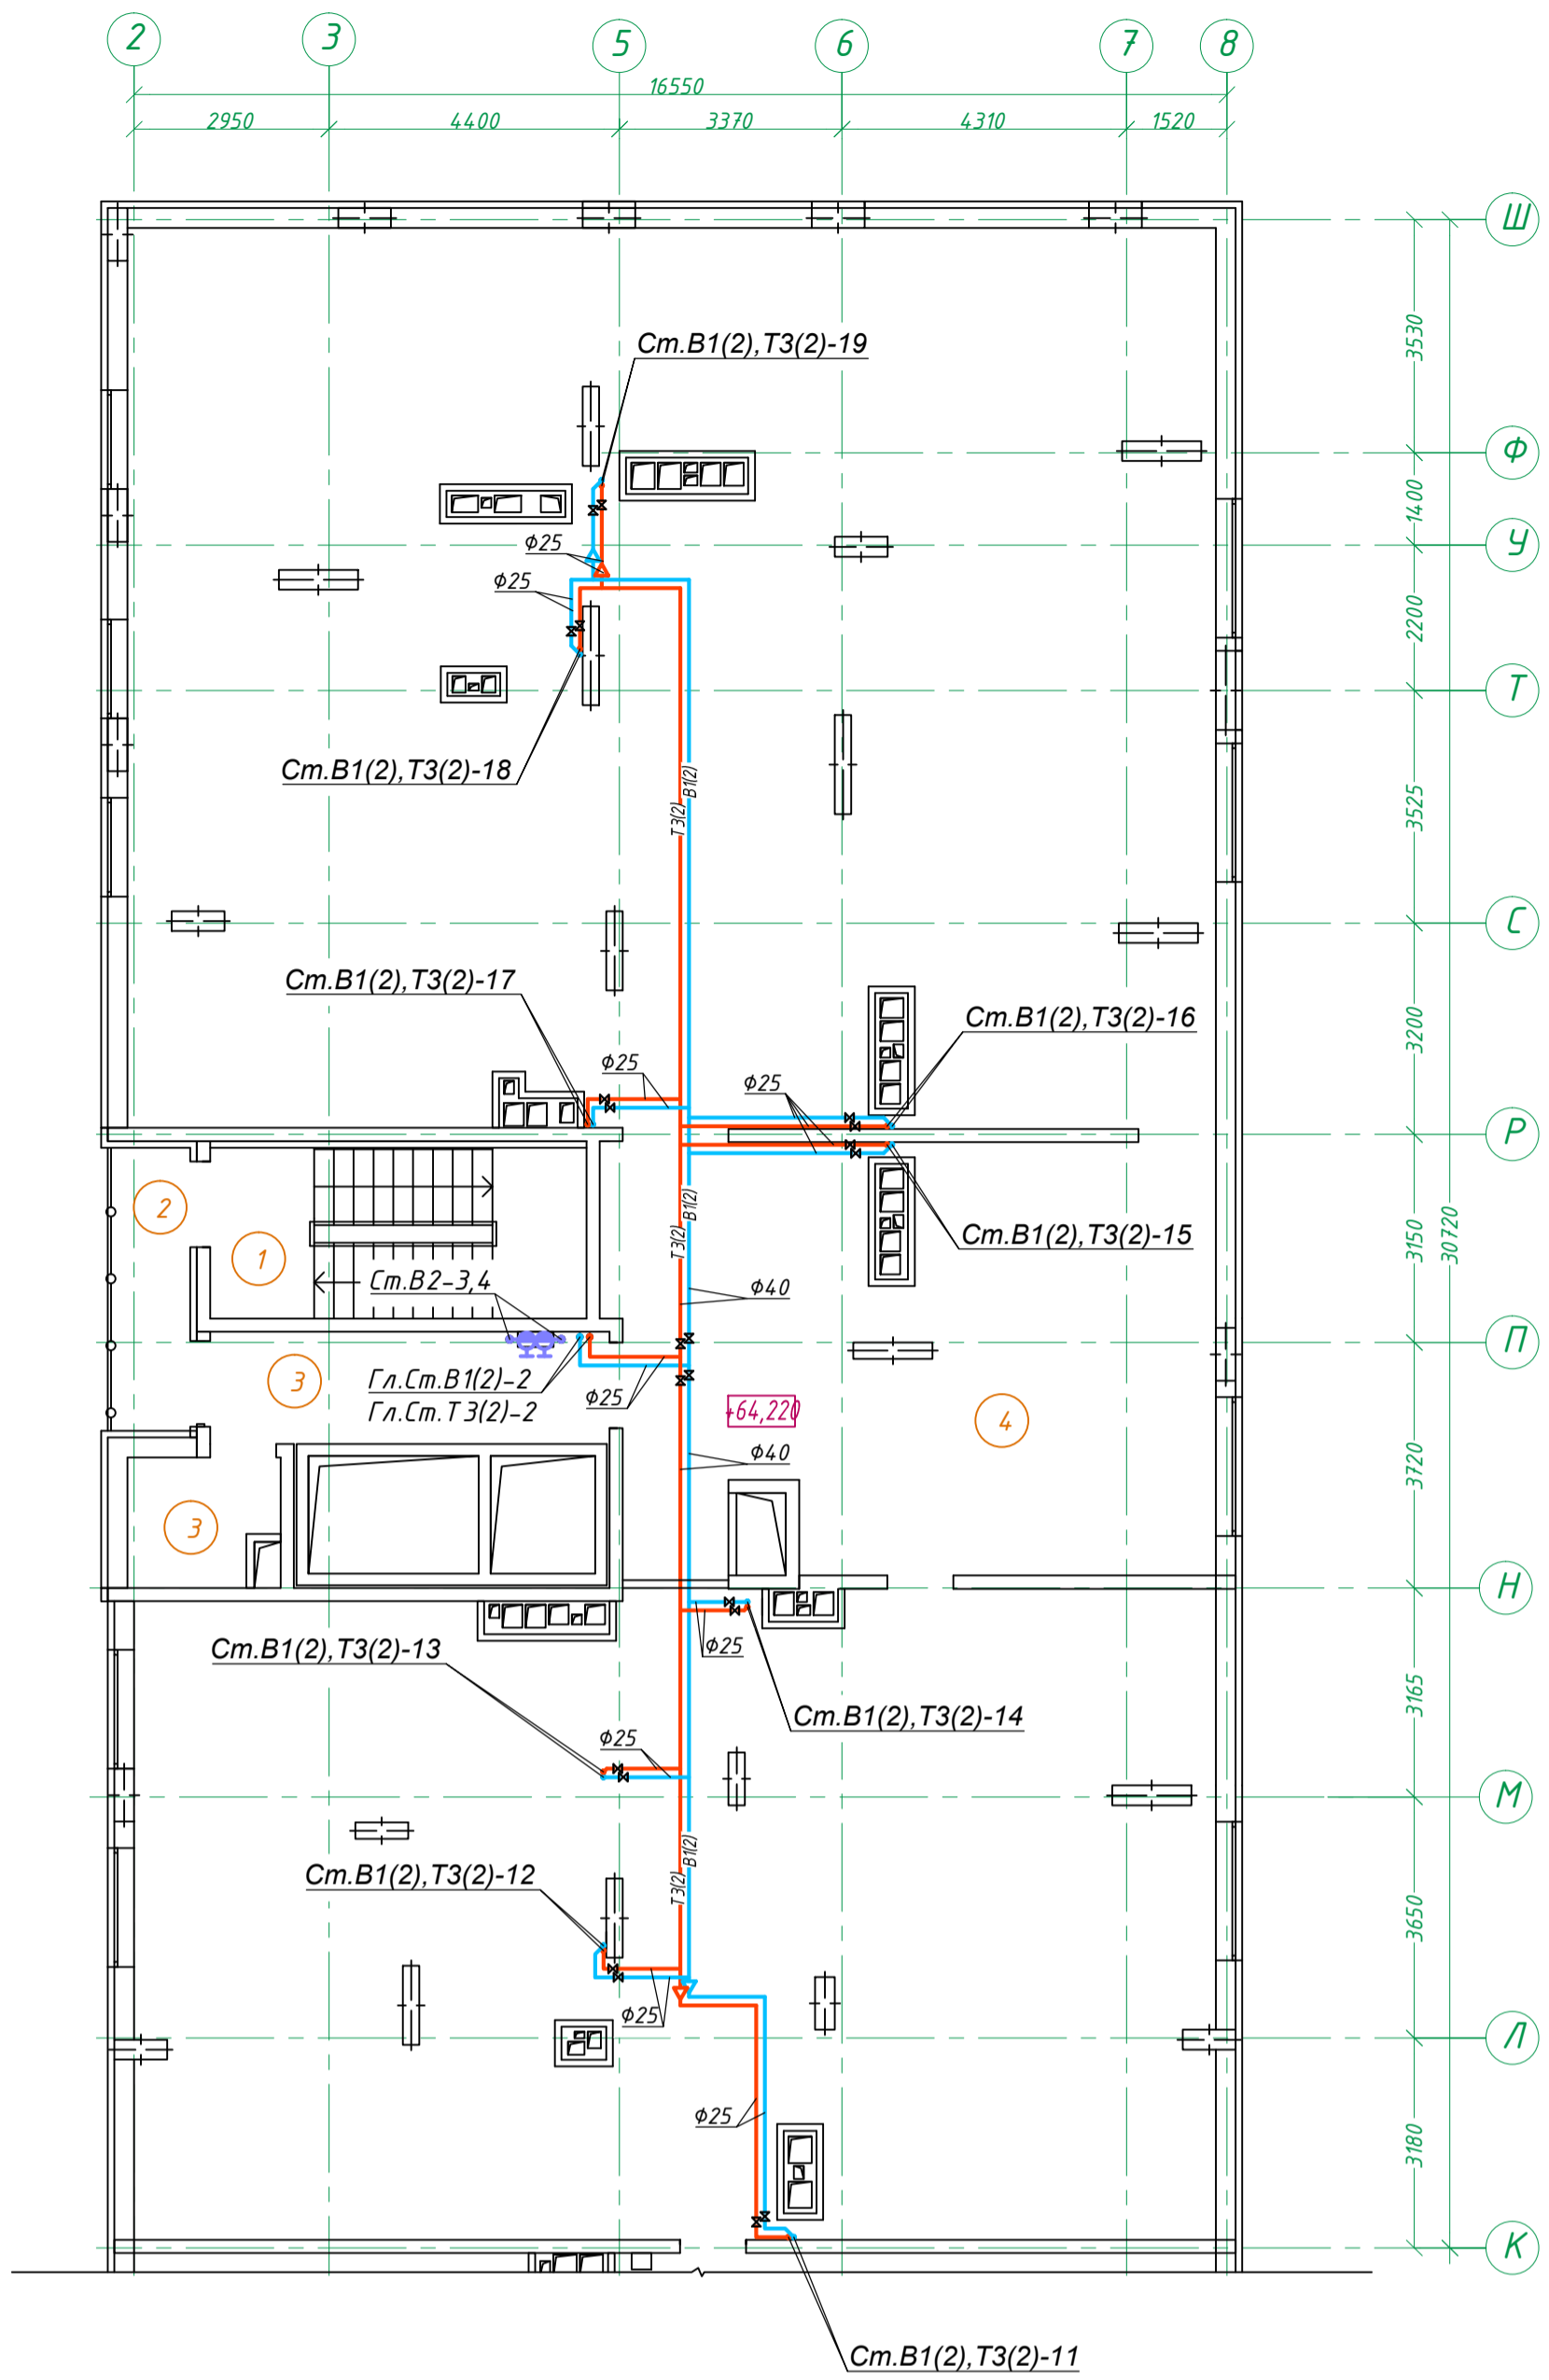 2
3
5
6
7
8
16550
2950
4400
3370
4310
1520
Ш
3530
Ст.В1(2),Т3(2)-19
Ф
1400
ф25
У
ф25
2200
Т
Ст.В1(2),Т3(2)-18
В1(2)
Т3(2)
3525
С
Ст.В1(2),Т3(2)-17
Ст.В1(2),Т3(2)-16
3200
ф25
ф25
Р
2
В1(2)
Т3(2)
Ст.В1(2),Т3(2)-15
3150
30720
1
Ст.В2-3,4
ф40
П
3
Гл.Ст.В1(2)-2
Гл.Ст.Т3(2)-2
ф25
+64,220
4
ф40
3720
3
Н
ф25
Ст.В1(2),Т3(2)-13
3165
Ст.В1(2),Т3(2)-14
ф25
М
В1(2)
Т3(2)
Ст.В1(2),Т3(2)-12
3650
ф25
Л
ф25
3180
К
Ст.В1(2),Т3(2)-11